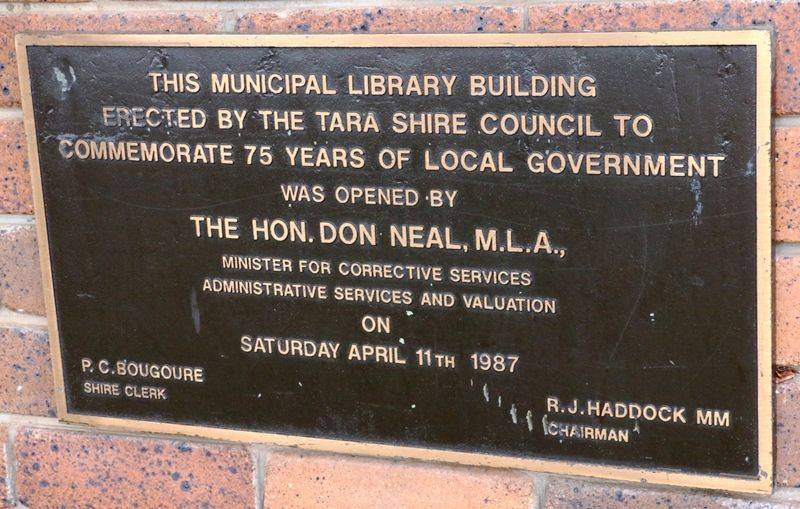 THIS MUNICIPAL LIBRARY BUILDING
ERECTED BY THE TARA SHIRE COUNCIL TO
COMMEMORATE 75 YEARS OF LOCAL GOVERNMENT
WAS OPENED BY
THE HON. DON NEAL, M.L.A.,
MINISTER FOR CORRECTIVE SERVICES
ADMINISTRATIVE SERVICES AND VALUATION
ON
SATURDAY APRIL 11TH 1987
P. C. BOUGOURE
SHIRE CLERK
R. J. HADDOCK MM
CHAIRMAN